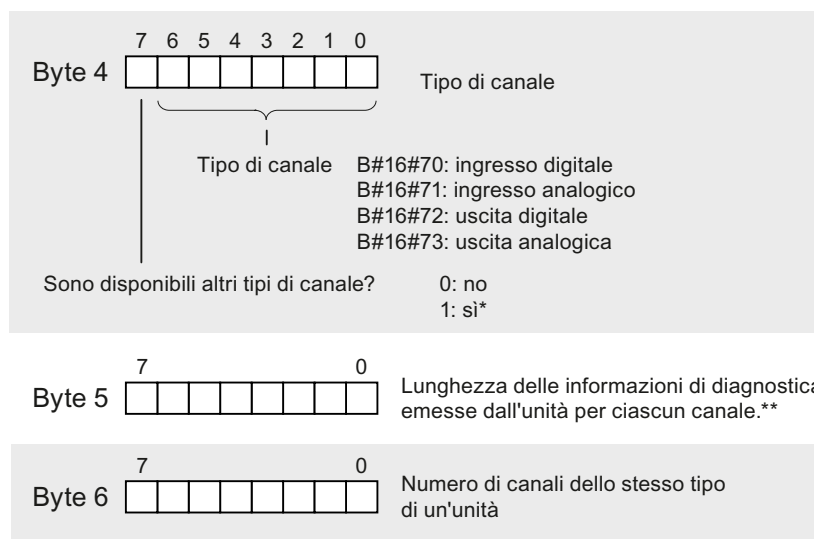 7 6 5 4 3 2 1 0
Byte 4
Tipo di canale
Tipo di canale
B#16#70: ingresso digitale
B#16#71: ingresso analogico
B#16#72: uscita digitale
B#16#73: uscita analogica
Sono disponibili altri tipi di canale?
0: no
1: sì*
7 0
Byte 5
Lunghezza delle informazioni di diagnostica
emesse dall'unità per ciascun canale.**
7 0
Byte 6
Numero di canali dello stesso tipo
di un'unità